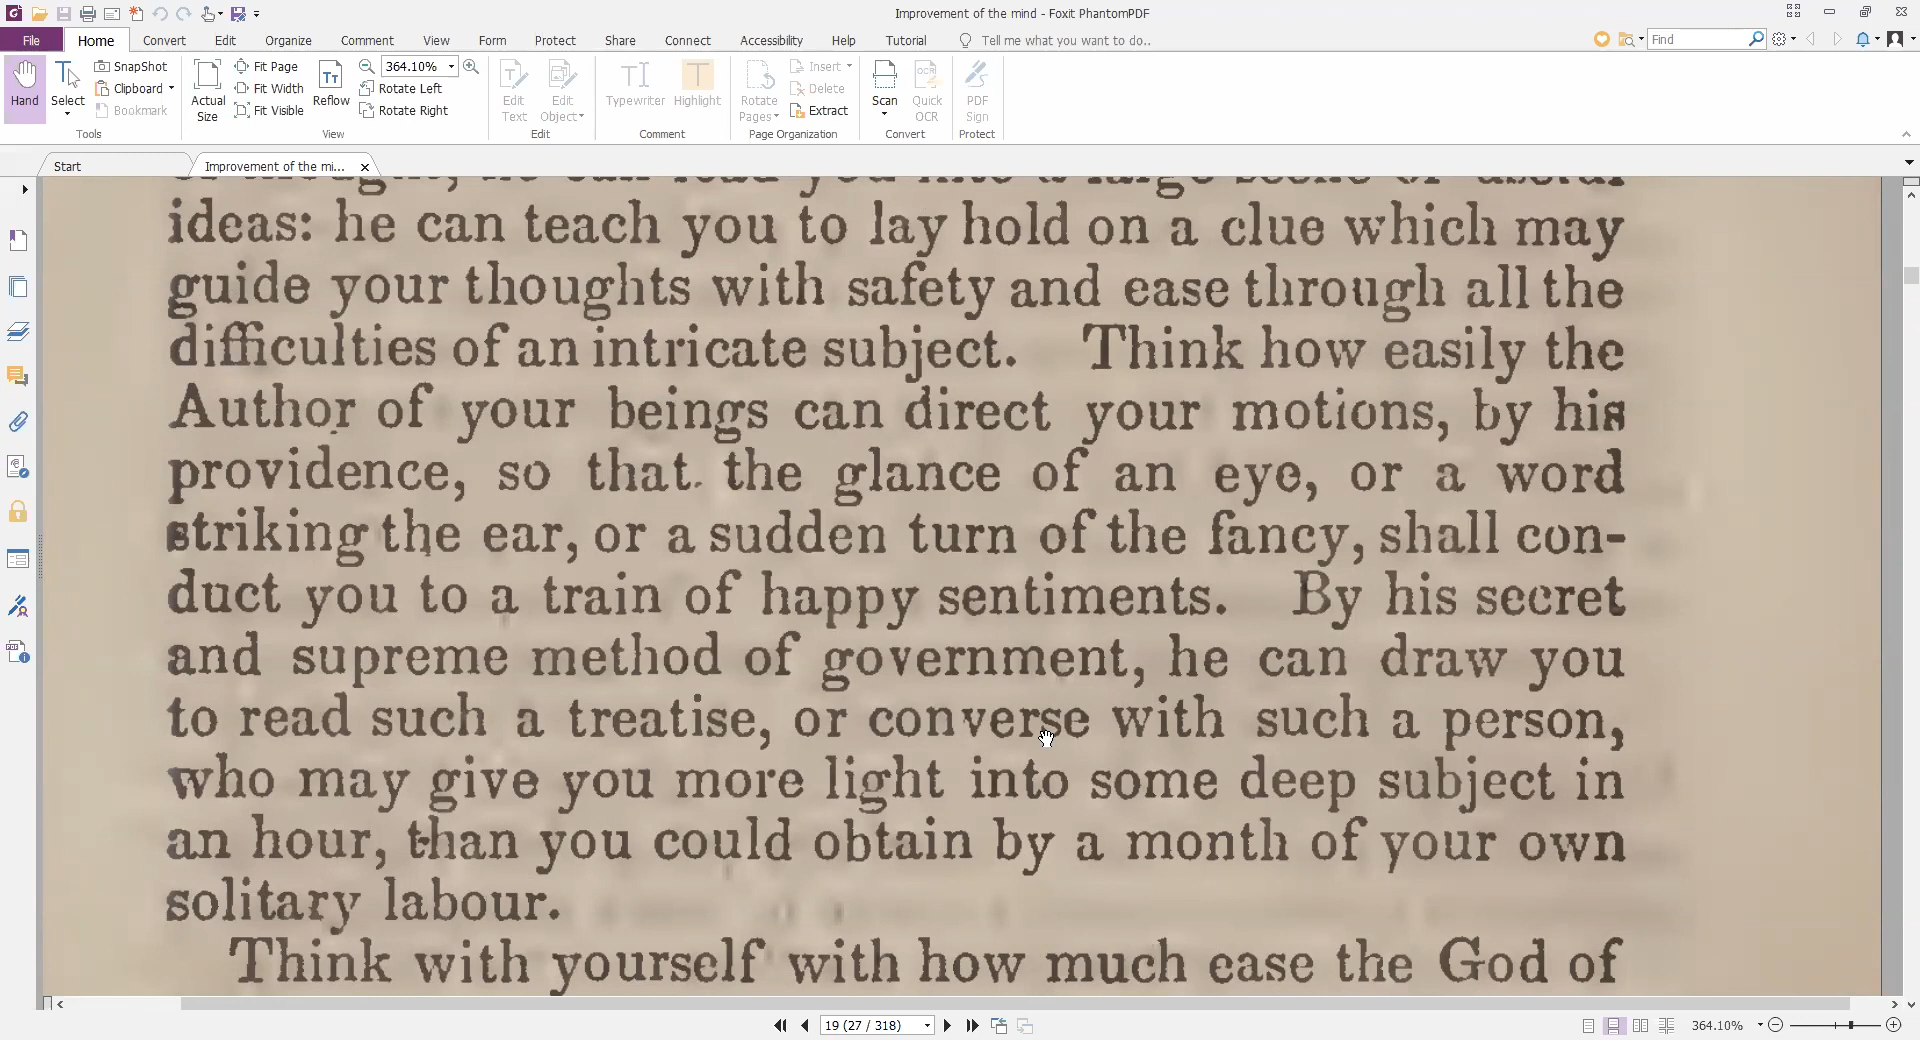 Improvement of the mind - Foxit PhantomPDF
File Home Convert Edit Organize Comment View Form Protect Share Connect Accessibility Help Tutorial Tell me what you want to do.. Find
Hand
Select
SnapShot
Clipboard
Bookmark
Tools
Actual Size
Fit Page
Fit Width
Fit Visible
Reflow
364.10%
Rotate Left
Rotate Right
View
Edit Text
Edit Object
Edit
Typewriter
Highlight
Comment
Rotate Pages
Insert
Delete
Extract
Page Organization
Scan
Quick OCR
Convert
PDF Sign
Protect
Start
Improvement of the mi...
ideas: he can teach you to lay hold on a clue which may
guide your thoughts with safety and ease through all the
difficulties of an intricate subject. Think how easily the
Author of your beings can direct your motions, by his
providence, so that the glance of an eye, or a word
striking the ear, or a sudden turn of the fancy, shall con-
duct you to a train of happy sentiments. By his secret
and supreme method of government, he can draw you
to read such a treatise, or converse with such a person,
who may give you more light into some deep subject in
an hour, than you could obtain by a month of your own
solitary labour.
Think with yourself with how much ease the God of
19 (27 / 318)
364.10%